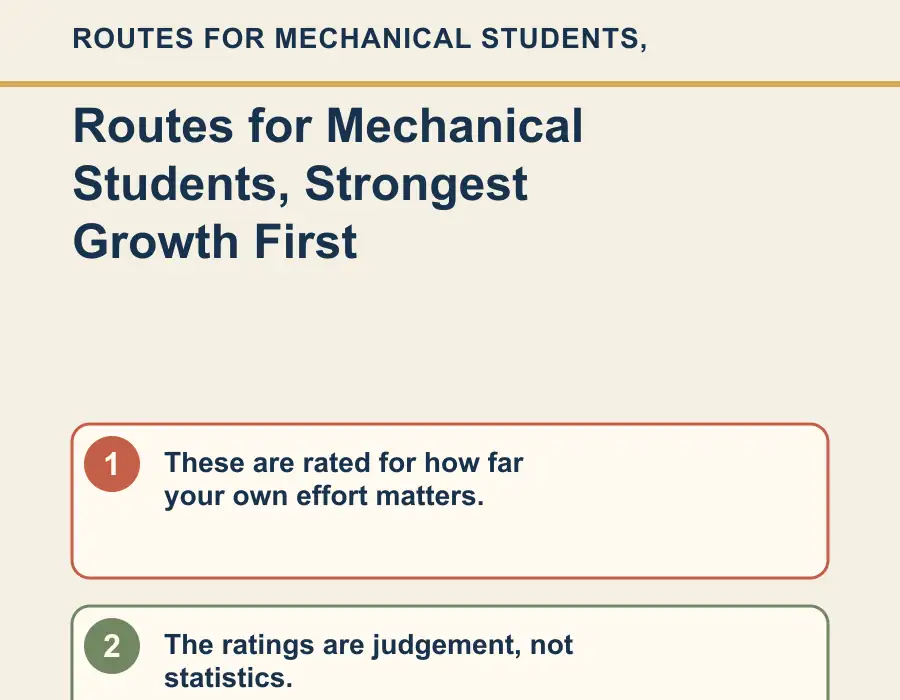 ROUTES FOR MECHANICAL STUDENTS,
Routes for Mechanical
Students, Strongest
Growth First
1
These are rated for how far
your own effort matters.
2
The ratings are judgement, not
statistics.